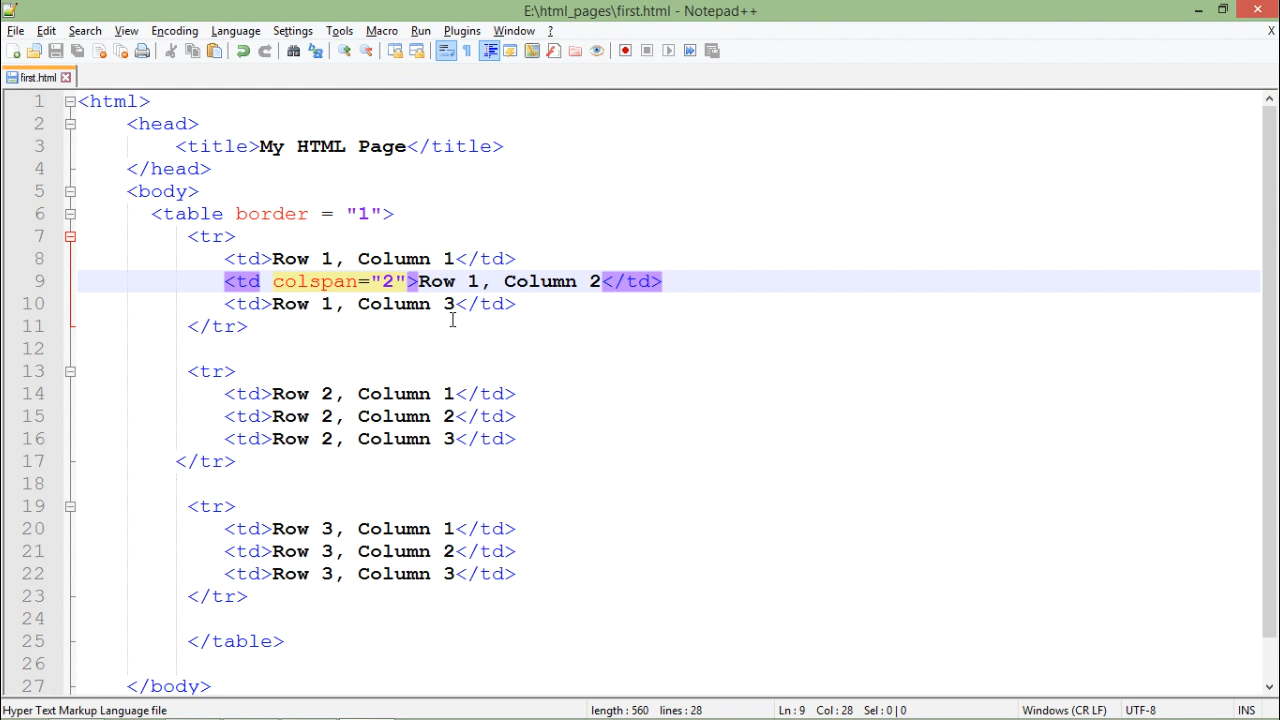 E:\html_pages\first.html - Notepad++
File Edit Search View Encoding Language Settings Tools Macro Run Plugins Window ? X
first.html
1 <html>
2 <head>
3 <title>My HTML Page</title>
4 </head>
5 <body>
6 <table border = "1">
7 <tr>
8 <td>Row 1, Column 1</td>
9 <td colspan="2">Row 1, Column 2</td>
10 <td>Row 1, Column 3</td>
11 </tr>
12
13 <tr>
14 <td>Row 2, Column 1</td>
15 <td>Row 2, Column 2</td>
16 <td>Row 2, Column 3</td>
17 </tr>
18
19 <tr>
20 <td>Row 3, Column 1</td>
21 <td>Row 3, Column 2</td>
22 <td>Row 3, Column 3</td>
23 </tr>
24
25 </table>
26
27 </body>
Hyper Text Markup Language file length : 560 lines : 28 Ln : 9 Col : 28 Sel : 0 | 0 Windows (CR LF) UTF-8 INS